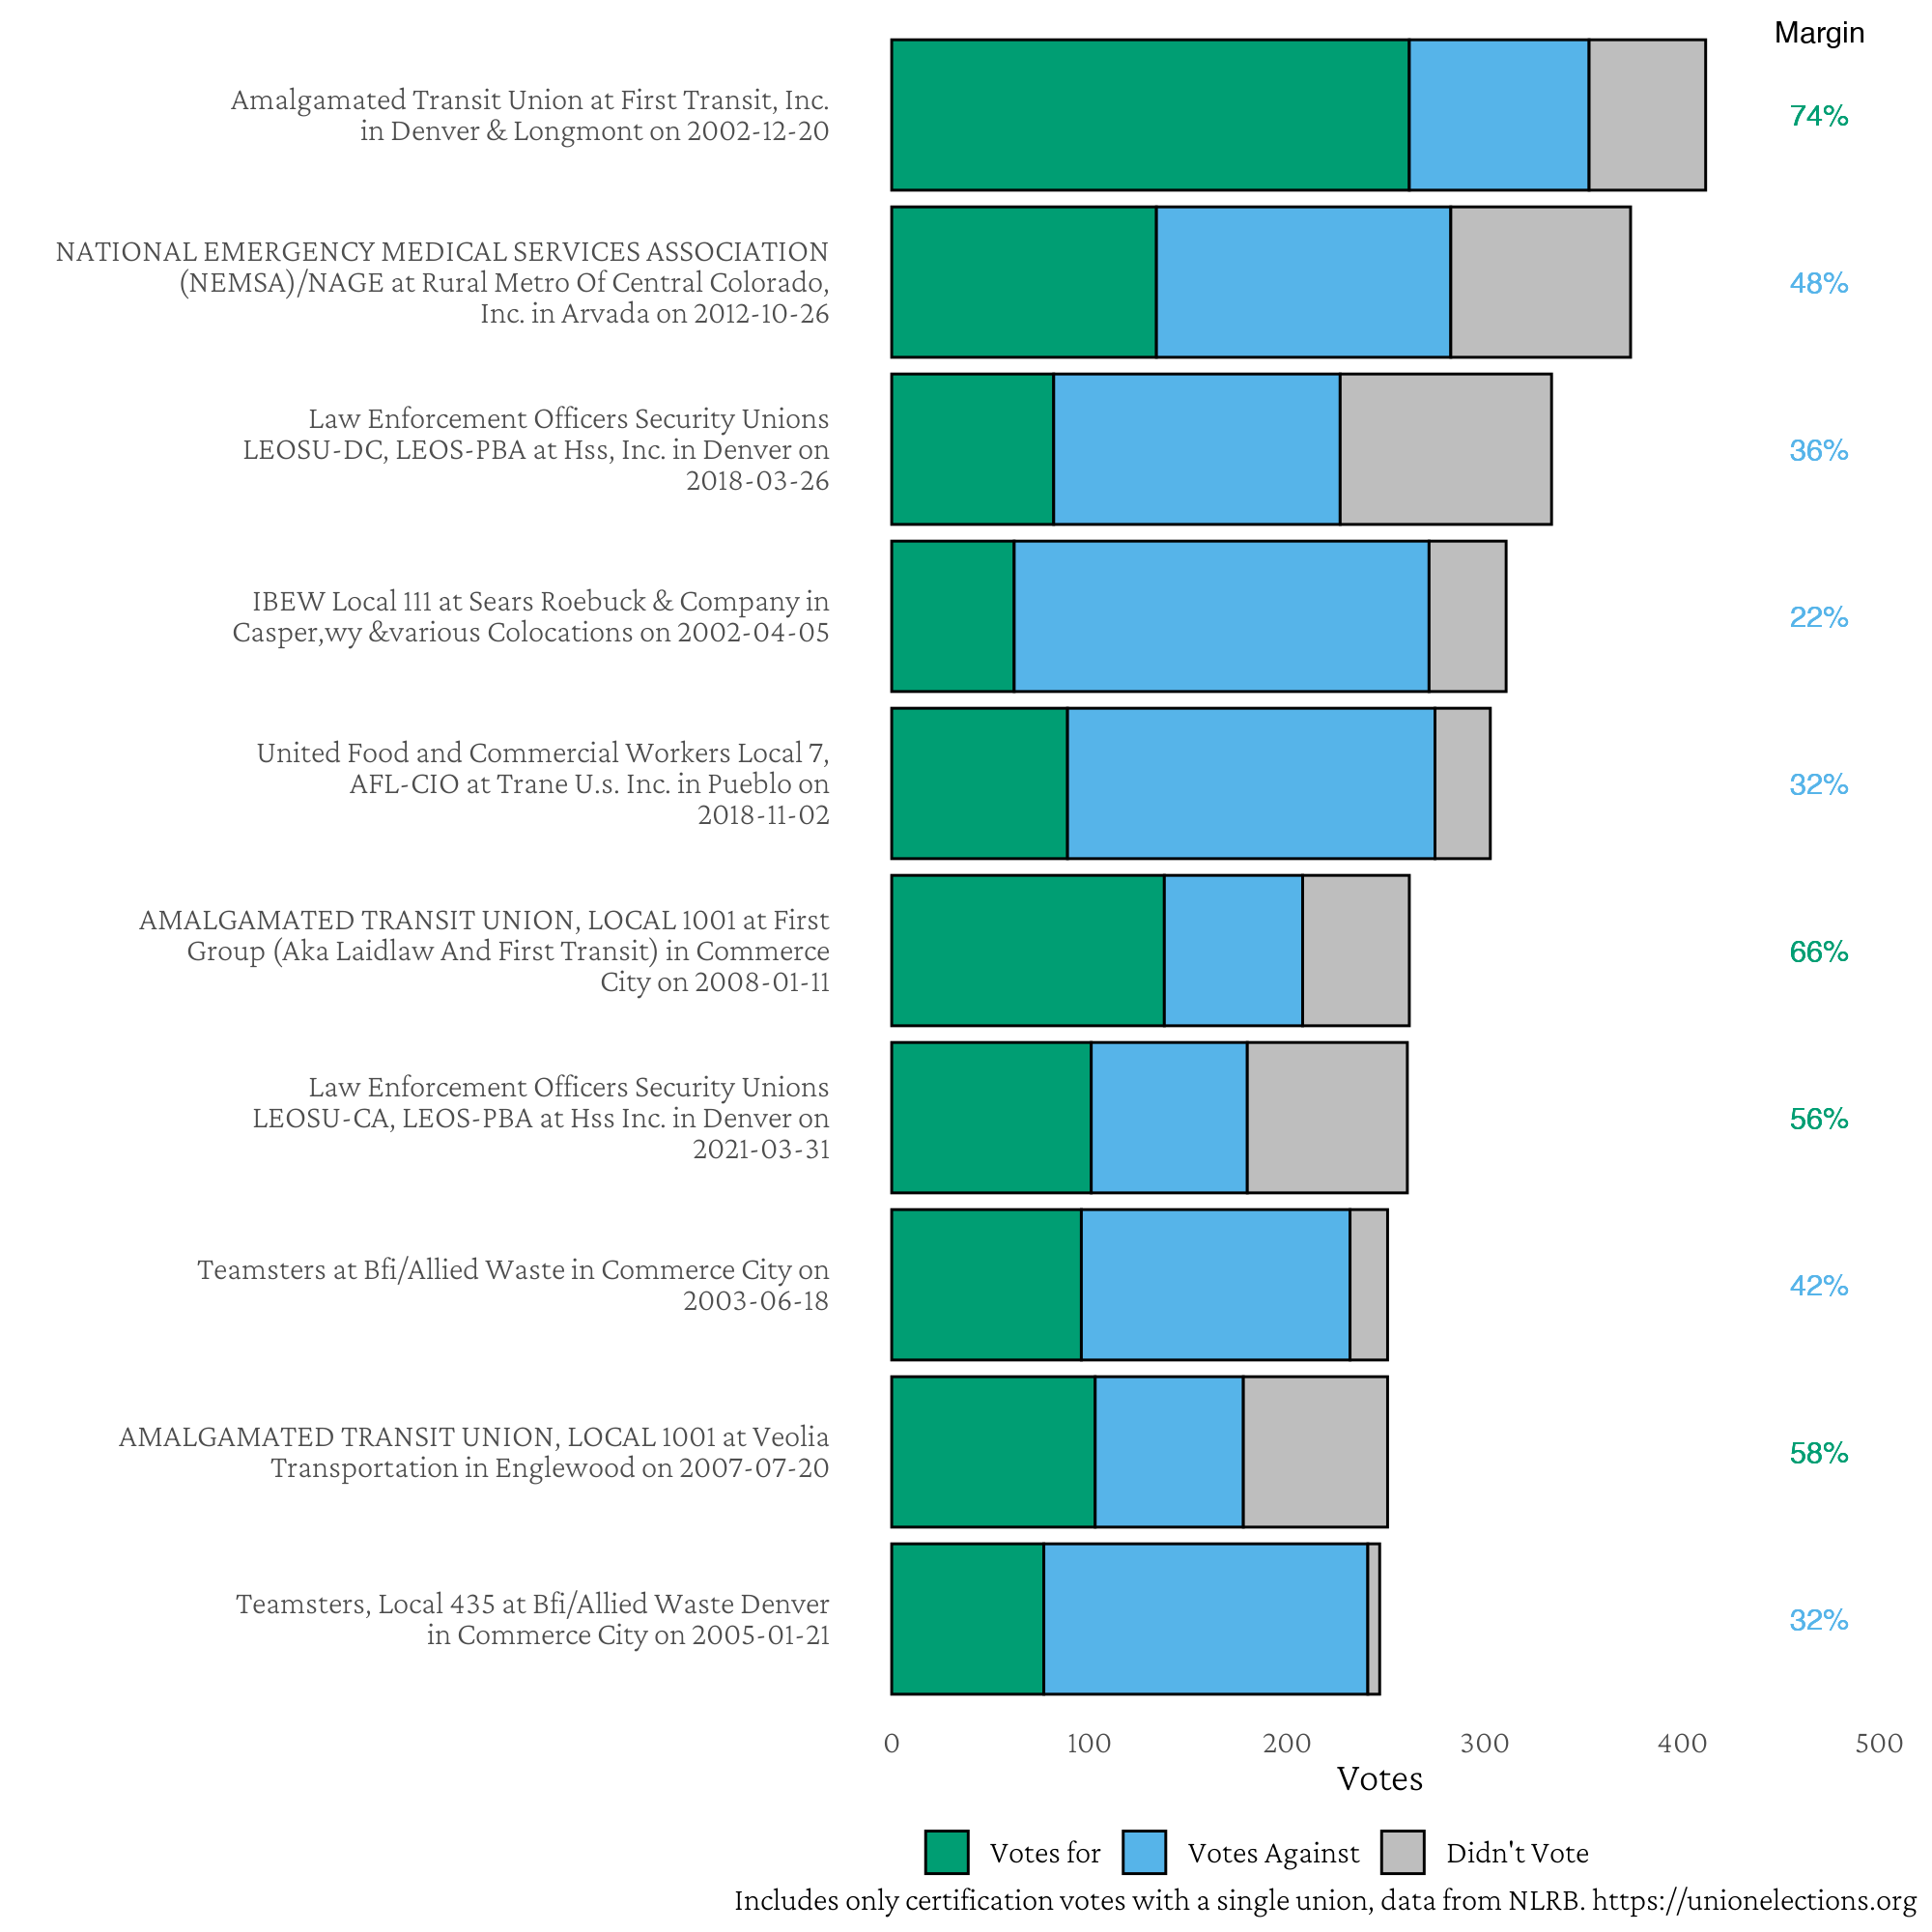 Margin
Amalgamated Transit Union at First Transit, Inc.
in Denver & Longmont on 2002-12-20
74%
NATIONAL EMERGENCY MEDICAL SERVICES ASSOCIATION
(NEMSA)/NAGE at Rural Metro Of Central Colorado,
Inc. in Arvada on 2012-10-26
48%
Law Enforcement Officers Security Unions
LEOSU-DC, LEOS-PBA at Hss, Inc. in Denver on
2018-03-26
36%
IBEW Local 111 at Sears Roebuck & Company in
Casper,wy &various Colocations on 2002-04-05
22%
United Food and Commercial Workers Local 7,
AFL-CIO at Trane U.s. Inc. in Pueblo on
2018-11-02
32%
AMALGAMATED TRANSIT UNION, LOCAL 1001 at First
Group (Aka Laidlaw And First Transit) in Commerce
City on 2008-01-11
66%
Law Enforcement Officers Security Unions
LEOSU-CA, LEOS-PBA at Hss Inc. in Denver on
2021-03-31
56%
Teamsters at Bfi/Allied Waste in Commerce City on
2003-06-18
42%
AMALGAMATED TRANSIT UNION, LOCAL 1001 at Veolia
Transportation in Englewood on 2007-07-20
58%
Teamsters, Local 435 at Bfi/Allied Waste Denver
in Commerce City on 2005-01-21
32%
0 100 200 300 400 500
Votes
Votes for Votes Against Didn't Vote
Includes only certification votes with a single union, data from NLRB. https://unionelections.org